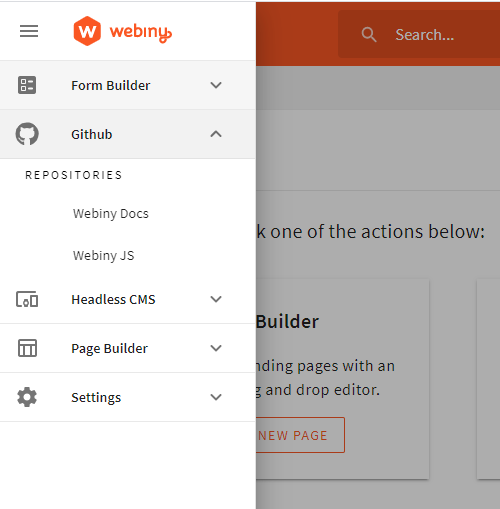 webiny
Search...
Form Builder
Github
REPOSITORIES
Webiny Docs
Webiny JS
Headless CMS
Page Builder
Settings
k one of the actions below:
Builder
nding pages with an
g and drop editor.
NEW PAGE